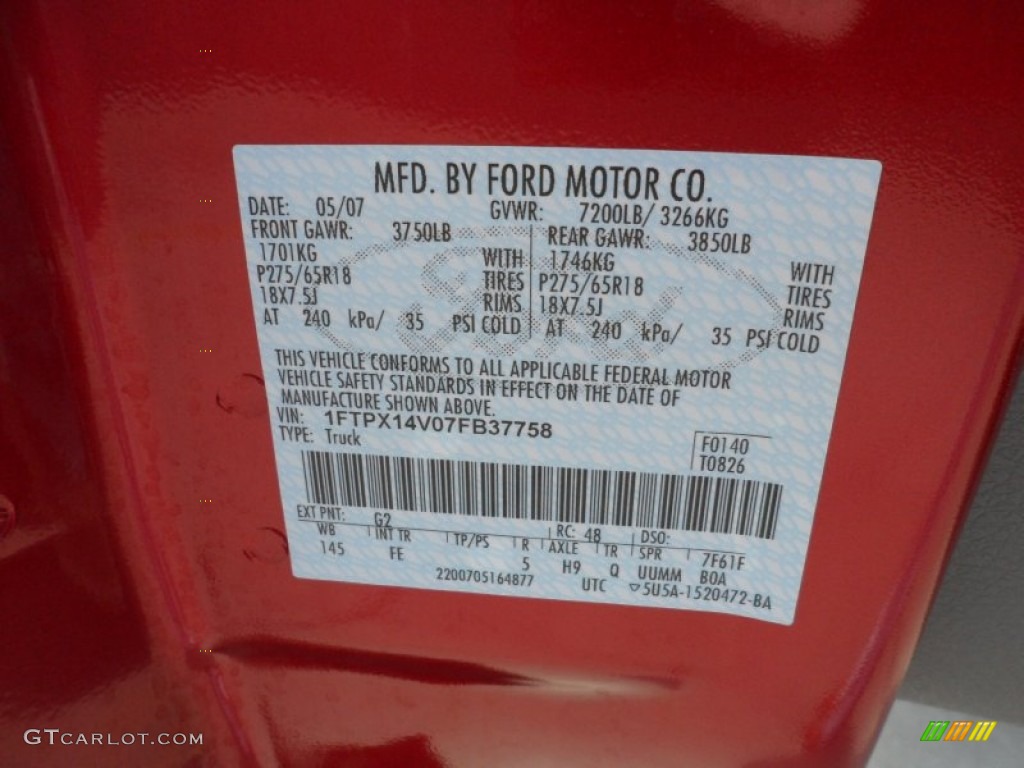 MFD. BY FORD MOTOR CO.
DATE: 05/07 GVWR: 7200LB/ 3266KG
FRONT GAWR: 3750LB REAR GAWR: 3850LB
1701KG WITH 1746KG WITH
P275/65R18 TIRES P275/65R18 TIRES
18X7.5J RIMS 18X7.5J RIMS
AT 240 kPa/ 35 PSI COLD AT 240 kPa/ 35 PSI COLD
Ford
THIS VEHICLE CONFORMS TO ALL APPLICABLE FEDERAL MOTOR
VEHICLE SAFETY STANDARDS IN EFFECT ON THE DATE OF
MANUFACTURE SHOWN ABOVE.
VIN: 1FTPX14V07FB37758
TYPE: Truck
F0140
T0826
EXT PNT: G2 RC: 48 DSO:
WB INT TR TP/PS R AXLE TR SPR 7F61F
145 FE 5 H9 Q UUMM BOA
2200705164877 UTC ▽5U5A-1520472-BA
GTCARLOT.COM